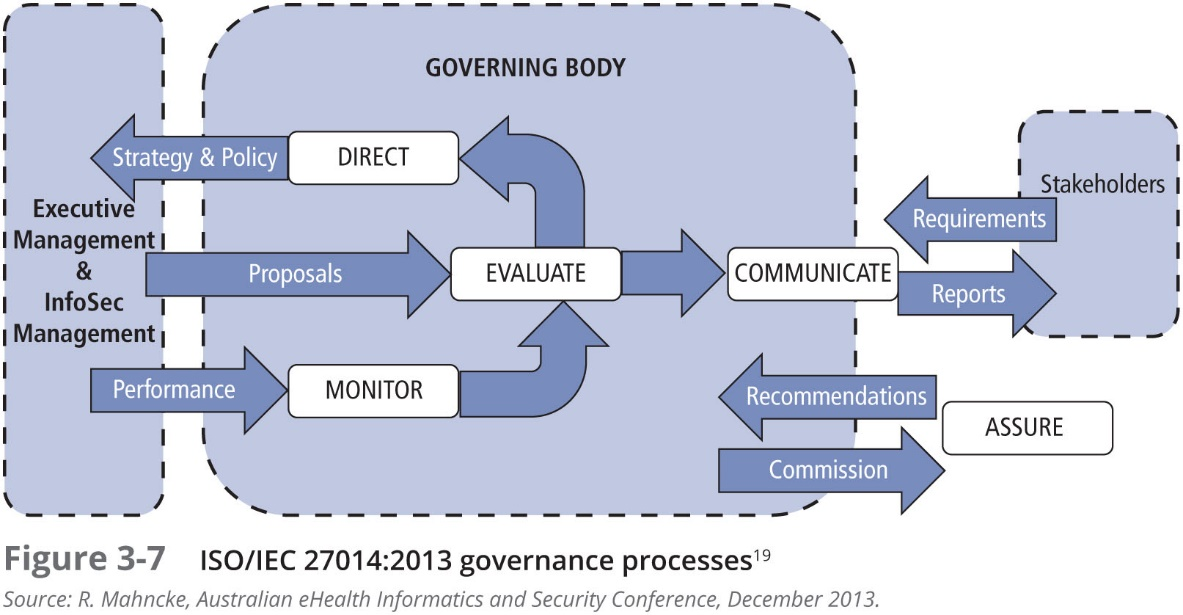 GOVERNING BODY
Strategy & Policy
DIRECT
Stakeholders
Executive
Management
&
InfoSec
Management
Requirements
Proposals
EVALUATE
COMMUNICATE
Reports
Performance
MONITOR
Recommendations
ASSURE
Commission
Figure 3-7 ISO/IEC 27014:2013 governance processes19
Source: R. Mahncke, Australian eHealth Informatics and Security Conference, December 2013.